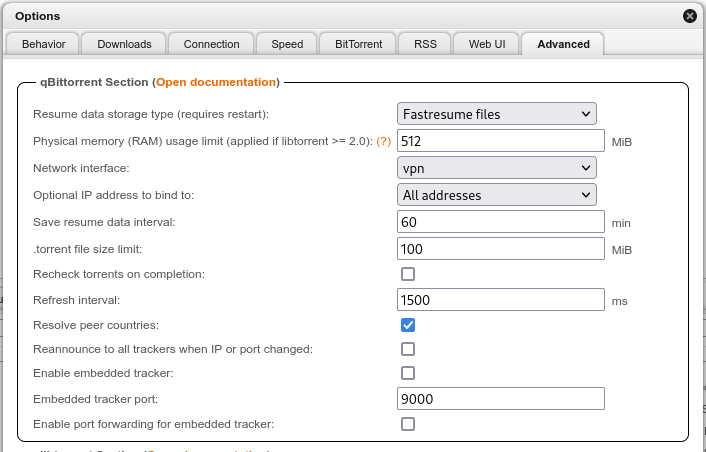 Options
Behavior Downloads Connection Speed BitTorrent RSS Web UI Advanced
qBittorrent Section (Open documentation)
Resume data storage type (requires restart): Fastresume files
Physical memory (RAM) usage limit (applied if libtorrent >= 2.0): (?) 512 MiB
Network interface: vpn
Optional IP address to bind to: All addresses
Save resume data interval: 60 min
.torrent file size limit: 100 MiB
Recheck torrents on completion:
Refresh interval: 1500 ms
Resolve peer countries:
Reannounce to all trackers when IP or port changed:
Enable embedded tracker:
Embedded tracker port: 9000
Enable port forwarding for embedded tracker: